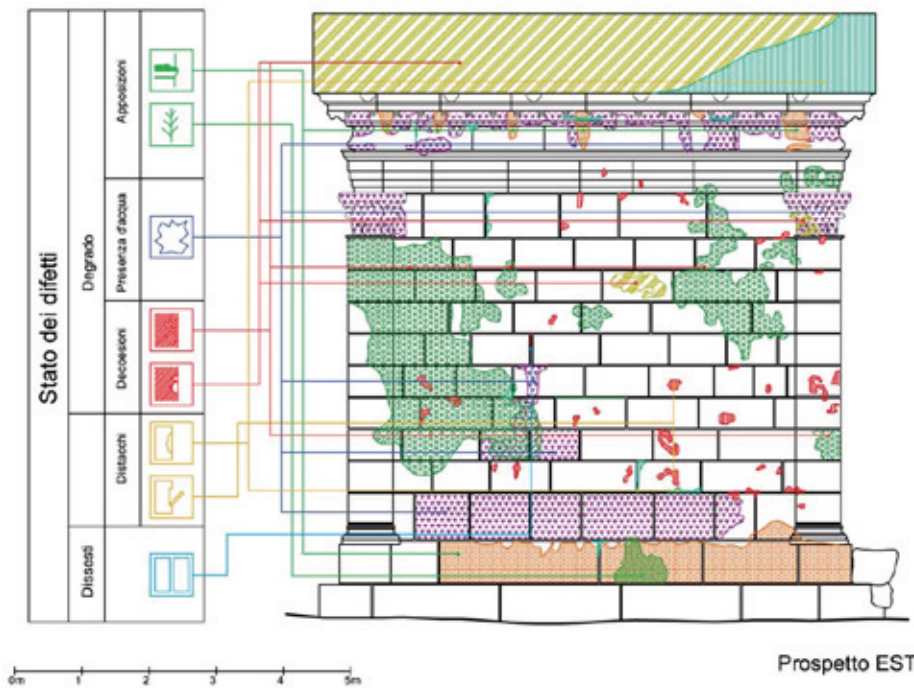 Stato dei difetti
Degrado
Dissesti
Apposizioni
Presenza d'acqua
Decoesioni
Distacchi
0m 1 2 3 4 5m
Prospetto EST